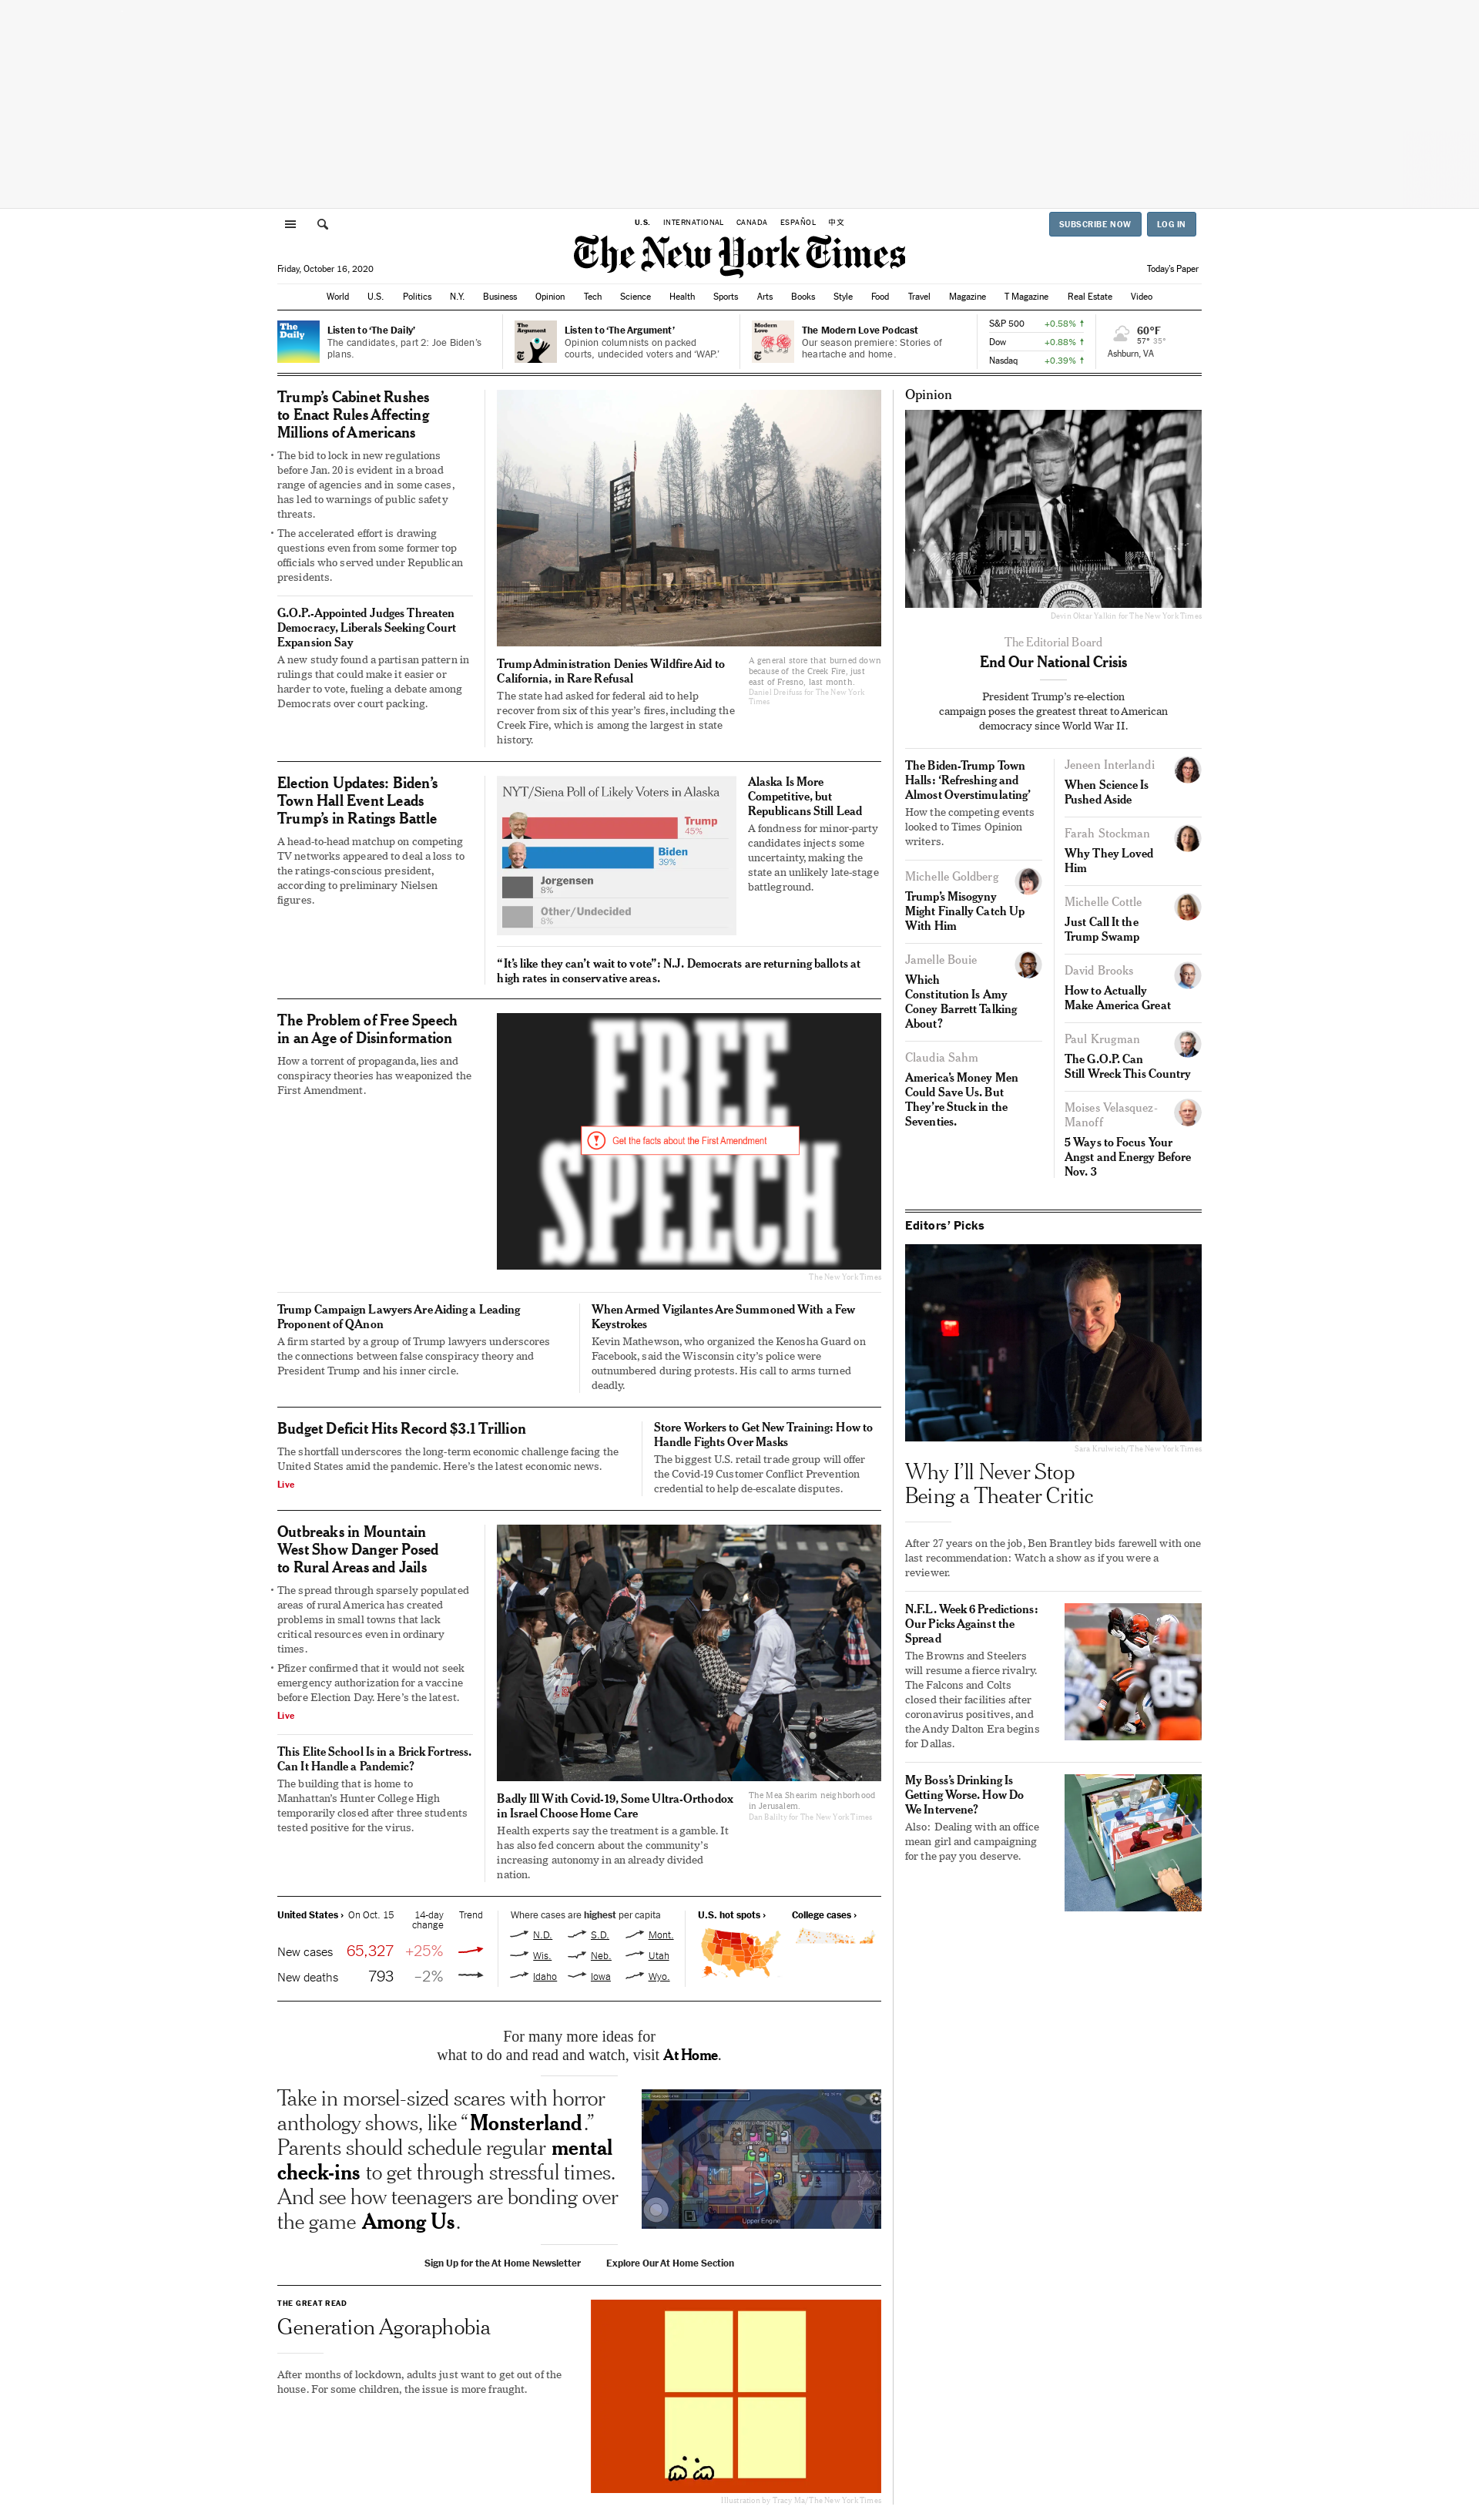 U.S. INTERNATIONAL CANADA ESPAÑOL 中文
SUBSCRIBE NOW
LOG IN
The New York Times
Friday, October 16, 2020
Today's Paper
World U.S. Politics N.Y. Business Opinion Tech Science Health Sports Arts Books Style Food Travel Magazine T Magazine Real Estate Video
The
Daily
Listen to ‘The Daily’
The candidates, part 2: Joe Biden’s
plans.
The
Argument
Listen to ‘The Argument’
Opinion columnists on packed
courts, undecided voters and ‘WAP.’
Modern
Love
The Modern Love Podcast
Our season premiere: Stories of
heartache and home.
S&P 500 +0.58%
Dow +0.88%
Nasdaq +0.39%
60°F
57° 35°
Ashburn, VA
Trump’s Cabinet Rushes
to Enact Rules Affecting
Millions of Americans
• The bid to lock in new regulations
before Jan. 20 is evident in a broad
range of agencies and in some cases,
has led to warnings of public safety
threats.
• The accelerated effort is drawing
questions even from some former top
officials who served under Republican
presidents.
G.O.P.-Appointed Judges Threaten
Democracy, Liberals Seeking Court
Expansion Say
A new study found a partisan pattern in
rulings that could make it easier or
harder to vote, fueling a debate among
Democrats over court packing.
Trump Administration Denies Wildfire Aid to
California, in Rare Refusal
The state had asked for federal aid to help
recover from six of this year’s fires, including the
Creek Fire, which is among the largest in state
history.
A general store that burned down
because of the Creek Fire, just
east of Fresno, last month.
Daniel Dreifuss for The New York
Times
Election Updates: Biden’s
Town Hall Event Leads
Trump’s in Ratings Battle
A head-to-head matchup on competing
TV networks appeared to deal a loss to
the ratings-conscious president,
according to preliminary Nielsen
figures.
NYT/Siena Poll of Likely Voters in Alaska
Trump
45%
Biden
39%
Jorgensen
8%
Other/Undecided
8%
Alaska Is More
Competitive, but
Republicans Still Lead
A fondness for minor-party
candidates injects some
uncertainty, making the
state an unlikely late-stage
battleground.
“It’s like they can’t wait to vote”: N.J. Democrats are returning ballots at
high rates in conservative areas.
The Problem of Free Speech
in an Age of Disinformation
How a torrent of propaganda, lies and
conspiracy theories has weaponized the
First Amendment.
FREE
SPEECH
Get the facts about the First Amendment
The New York Times
Trump Campaign Lawyers Are Aiding a Leading
Proponent of QAnon
A firm started by a group of Trump lawyers underscores
the connections between false conspiracy theory and
President Trump and his inner circle.
When Armed Vigilantes Are Summoned With a Few
Keystrokes
Kevin Mathewson, who organized the Kenosha Guard on
Facebook, said the Wisconsin city’s police were
outnumbered during protests. His call to arms turned
deadly.
Budget Deficit Hits Record $3.1 Trillion
The shortfall underscores the long-term economic challenge facing the
United States amid the pandemic. Here’s the latest economic news.
Live
Store Workers to Get New Training: How to
Handle Fights Over Masks
The biggest U.S. retail trade group will offer
the Covid-19 Customer Conflict Prevention
credential to help de-escalate disputes.
Outbreaks in Mountain
West Show Danger Posed
to Rural Areas and Jails
• The spread through sparsely populated
areas of rural America has created
problems in small towns that lack
critical resources even in ordinary
times.
• Pfizer confirmed that it would not seek
emergency authorization for a vaccine
before Election Day. Here’s the latest.
Live
This Elite School Is in a Brick Fortress.
Can It Handle a Pandemic?
The building that is home to
Manhattan’s Hunter College High
temporarily closed after three students
tested positive for the virus.
Badly Ill With Covid-19, Some Ultra-Orthodox
in Israel Choose Home Care
Health experts say the treatment is a gamble. It
has also fed concern about the community’s
increasing autonomy in an already divided
nation.
The Mea Shearim neighborhood
in Jerusalem.
Dan Balilty for The New York Times
United States › On Oct. 15 14-day
change Trend
New cases 65,327 +25%
New deaths 793 –2%
Where cases are highest per capita
N.D. S.D. Mont.
Wis. Neb. Utah
Idaho Iowa Wyo.
U.S. hot spots ›
College cases ›
For many more ideas for
what to do and read and watch, visit At Home.
Take in morsel-sized scares with horror
anthology shows, like “Monsterland.”
Parents should schedule regular mental
check-ins to get through stressful times.
And see how teenagers are bonding over
the game Among Us.
Upper Engine
Sign Up for the At Home Newsletter
Explore Our At Home Section
THE GREAT READ
Generation Agoraphobia
After months of lockdown, adults just want to get out of the
house. For some children, the issue is more fraught.
Illustration by Tracy Ma/The New York Times
Opinion
Devin Oktar Yalkin for The New York Times
The Editorial Board
End Our National Crisis
President Trump’s re-election
campaign poses the greatest threat to American
democracy since World War II.
The Biden-Trump Town
Halls: ‘Refreshing and
Almost Overstimulating’
How the competing events
looked to Times Opinion
writers.
Michelle Goldberg
Trump’s Misogyny
Might Finally Catch Up
With Him
Jamelle Bouie
Which
Constitution Is Amy
Coney Barrett Talking
About?
Claudia Sahm
America’s Money Men
Could Save Us. But
They’re Stuck in the
Seventies.
Jeneen Interlandi
When Science Is
Pushed Aside
Farah Stockman
Why They Loved
Him
Michelle Cottle
Just Call It the
Trump Swamp
David Brooks
How to Actually
Make America Great
Paul Krugman
The G.O.P. Can
Still Wreck This Country
Moises Velasquez-
Manoff
5 Ways to Focus Your
Angst and Energy Before
Nov. 3
Editors’ Picks
Sara Krulwich/The New York Times
Why I’ll Never Stop
Being a Theater Critic
After 27 years on the job, Ben Brantley bids farewell with one
last recommendation: Watch a show as if you were a
reviewer.
N.F.L. Week 6 Predictions:
Our Picks Against the
Spread
The Browns and Steelers
will resume a fierce rivalry.
The Falcons and Colts
closed their facilities after
coronavirus positives, and
the Andy Dalton Era begins
for Dallas.
85
My Boss’s Drinking Is
Getting Worse. How Do
We Intervene?
Also: Dealing with an office
mean girl and campaigning
for the pay you deserve.